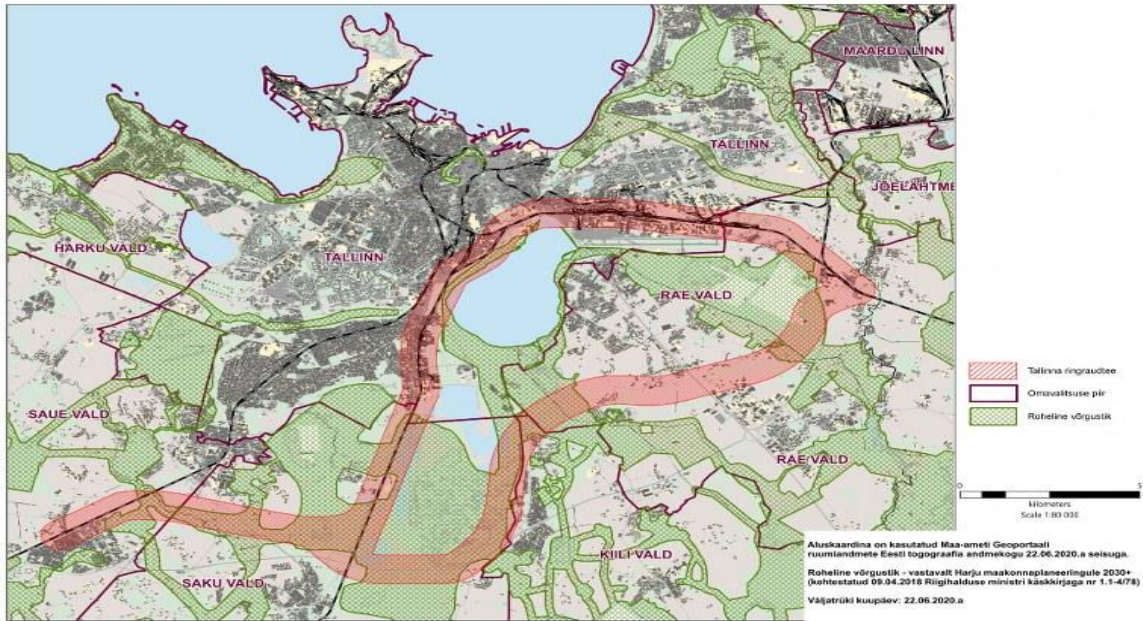 MAARDU LINN
TALLINN
JÕELÄHTME
HARKU VALD
TALLINN
RAE VALD
SAUE VALD
RAE VALD
KIILI VALD
SAKU VALD
Tallinna ringraudtee
Omavalitsuse piir
Roheline võrgustik
0 5
kilometers
Scale 1:80 000
Aluskaardina on kasutatud Maa-ameti Geoportaali
ruumiandmete Eesti topograafia andmekogu 22.06.2020.a seisuga.
Roheline võrgustik - vastavalt Harju maakonnaplaneeringule 2030+
(kehtestatud 09.04.2018 Riigihalduse ministri käskkirjaga nr 1.1-4/78)
Väljatrüki kuupäev: 22.06.2020.a